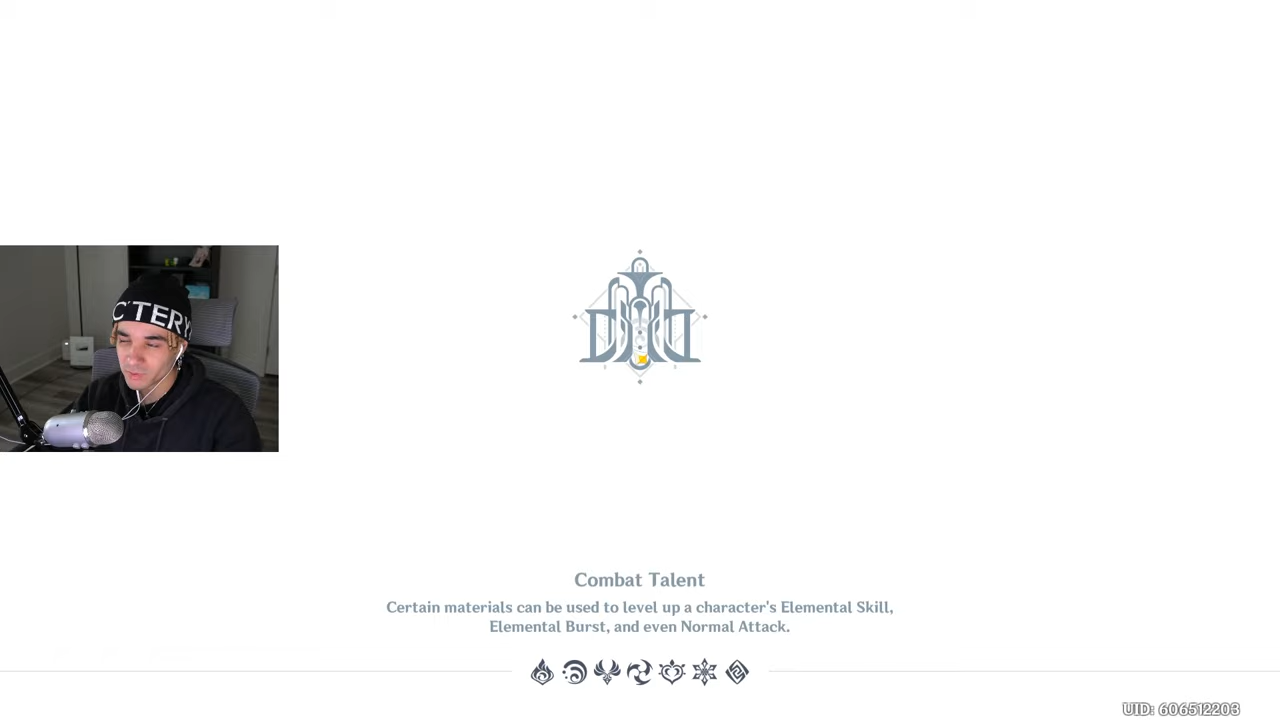 C'TERY
Combat Talent
Certain materials can be used to level up a character's Elemental Skill,
Elemental Burst, and even Normal Attack.
UID: 606512203